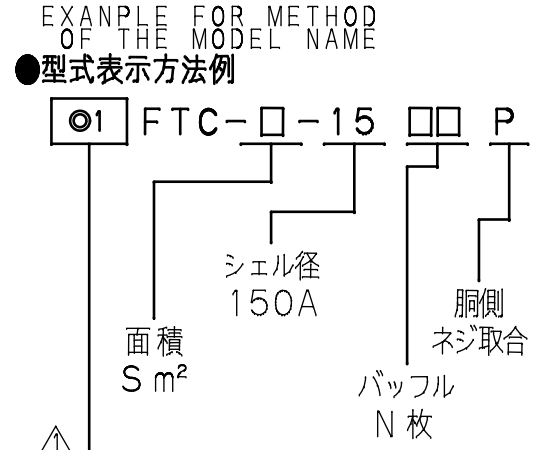 EXANPLE FOR METHOD
OF THE MODEL NAME
●型式表示方法例
◎1 FTC-□-15 □□ P
シェル径
150A
胴側
ネジ取合
面積
S m²
バッフル
N 枚
1